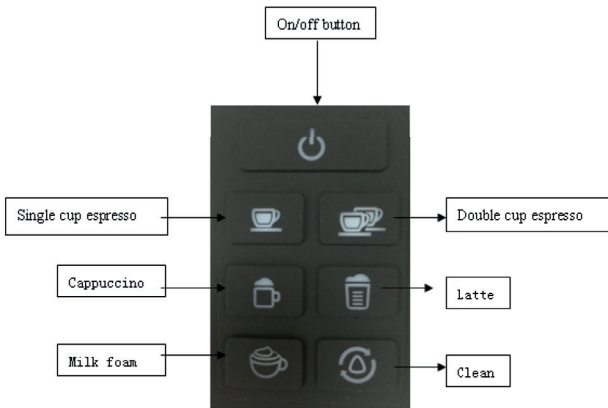 On/off button
Single cup espresso
Double cup espresso
Cappuccino
Latte
Milk foam
Clean